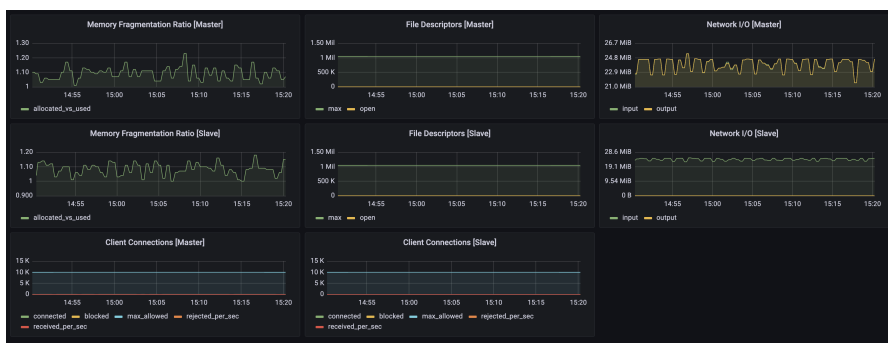 Memory Fragmentation Ratio [Master]
1.30
1.20
1.10
1
14:55 15:00 15:05 15:10 15:15 15:20
allocated_vs_used
File Descriptors [Master]
1.50 Mil
1 Mil
500 K
0
14:55 15:00 15:05 15:10 15:15 15:20
max open
Network I/O [Master]
26.7 MiB
24.8 MiB
22.9 MiB
21.0 MiB
14:55 15:00 15:05 15:10 15:15 15:20
input output
Memory Fragmentation Ratio [Slave]
1.20
1.10
1
0.900
14:55 15:00 15:05 15:10 15:15 15:20
allocated_vs_used
File Descriptors [Slave]
1.50 Mil
1 Mil
500 K
0
14:55 15:00 15:05 15:10 15:15 15:20
max open
Network I/O [Slave]
28.6 MiB
19.1 MiB
9.54 MiB
0 B
14:55 15:00 15:05 15:10 15:15 15:20
input output
Client Connections [Master]
15 K
10 K
5 K
0
14:55 15:00 15:05 15:10 15:15 15:20
connected blocked max_allowed rejected_per_sec
received_per_sec
Client Connections [Slave]
15 K
10 K
5 K
0
14:55 15:00 15:05 15:10 15:15 15:20
connected blocked max_allowed rejected_per_sec
received_per_sec